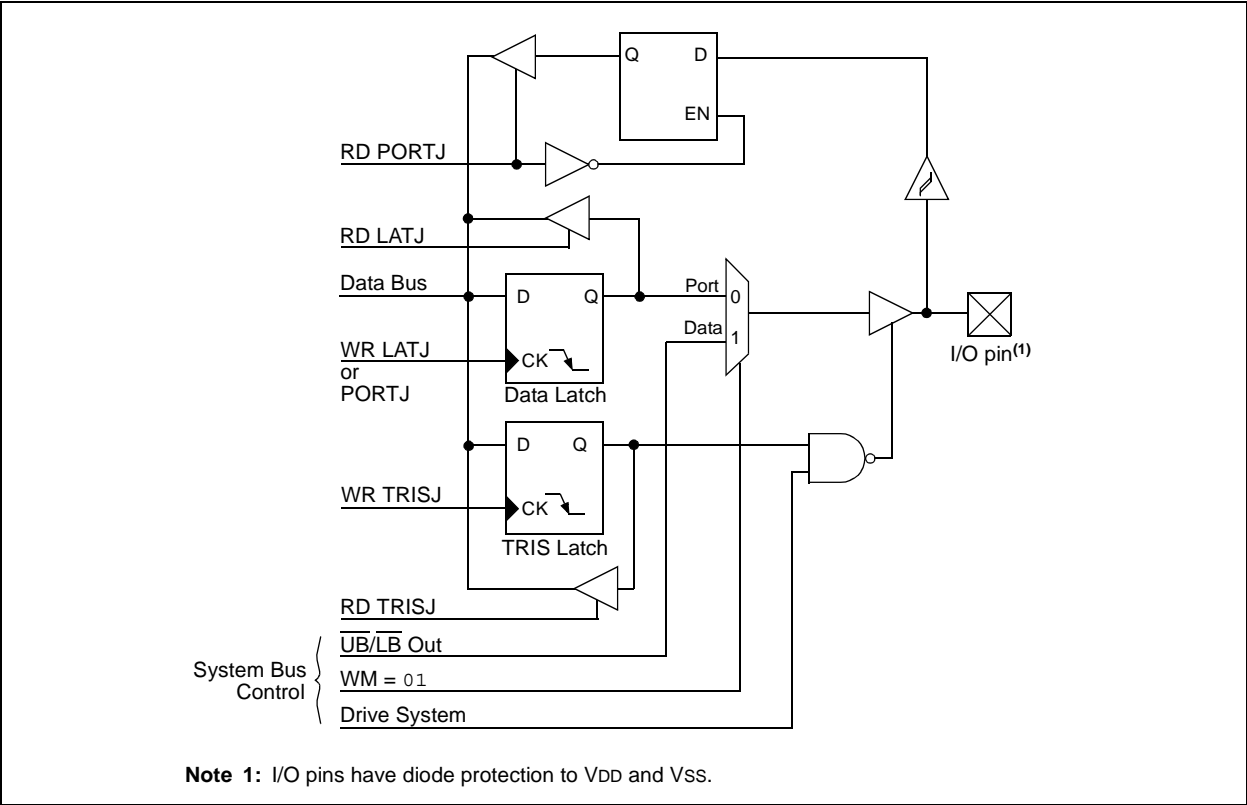 Q D
EN
RD PORTJ
RD LATJ
Data Bus
D Q
Port
0
Data
1
I/O pin(1)
WR LATJ
or
PORTJ
CK
Data Latch
D Q
WR TRISJ
CK
TRIS Latch
RD TRISJ
U̅B̅/L̅B̅ Out
System Bus
Control
WM = 01
Drive System
Note 1: I/O pins have diode protection to VDD and VSS.